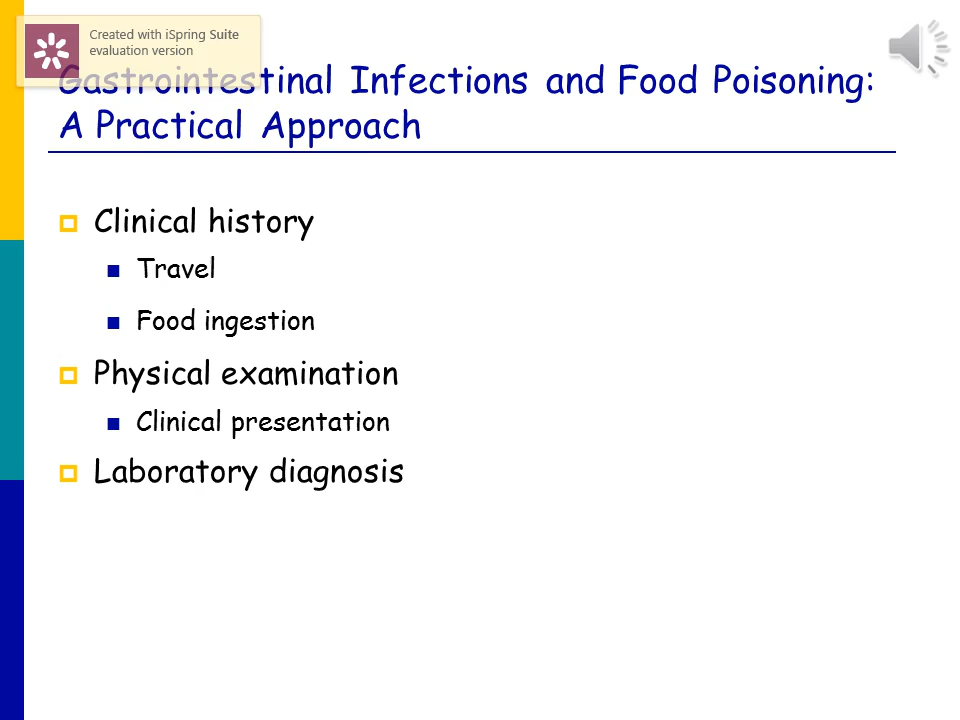 Created with iSpring Suite
evaluation version
Gastrointestinal Infections and Food Poisoning:
A Practical Approach
Clinical history
Travel
Food ingestion
Physical examination
Clinical presentation
Laboratory diagnosis